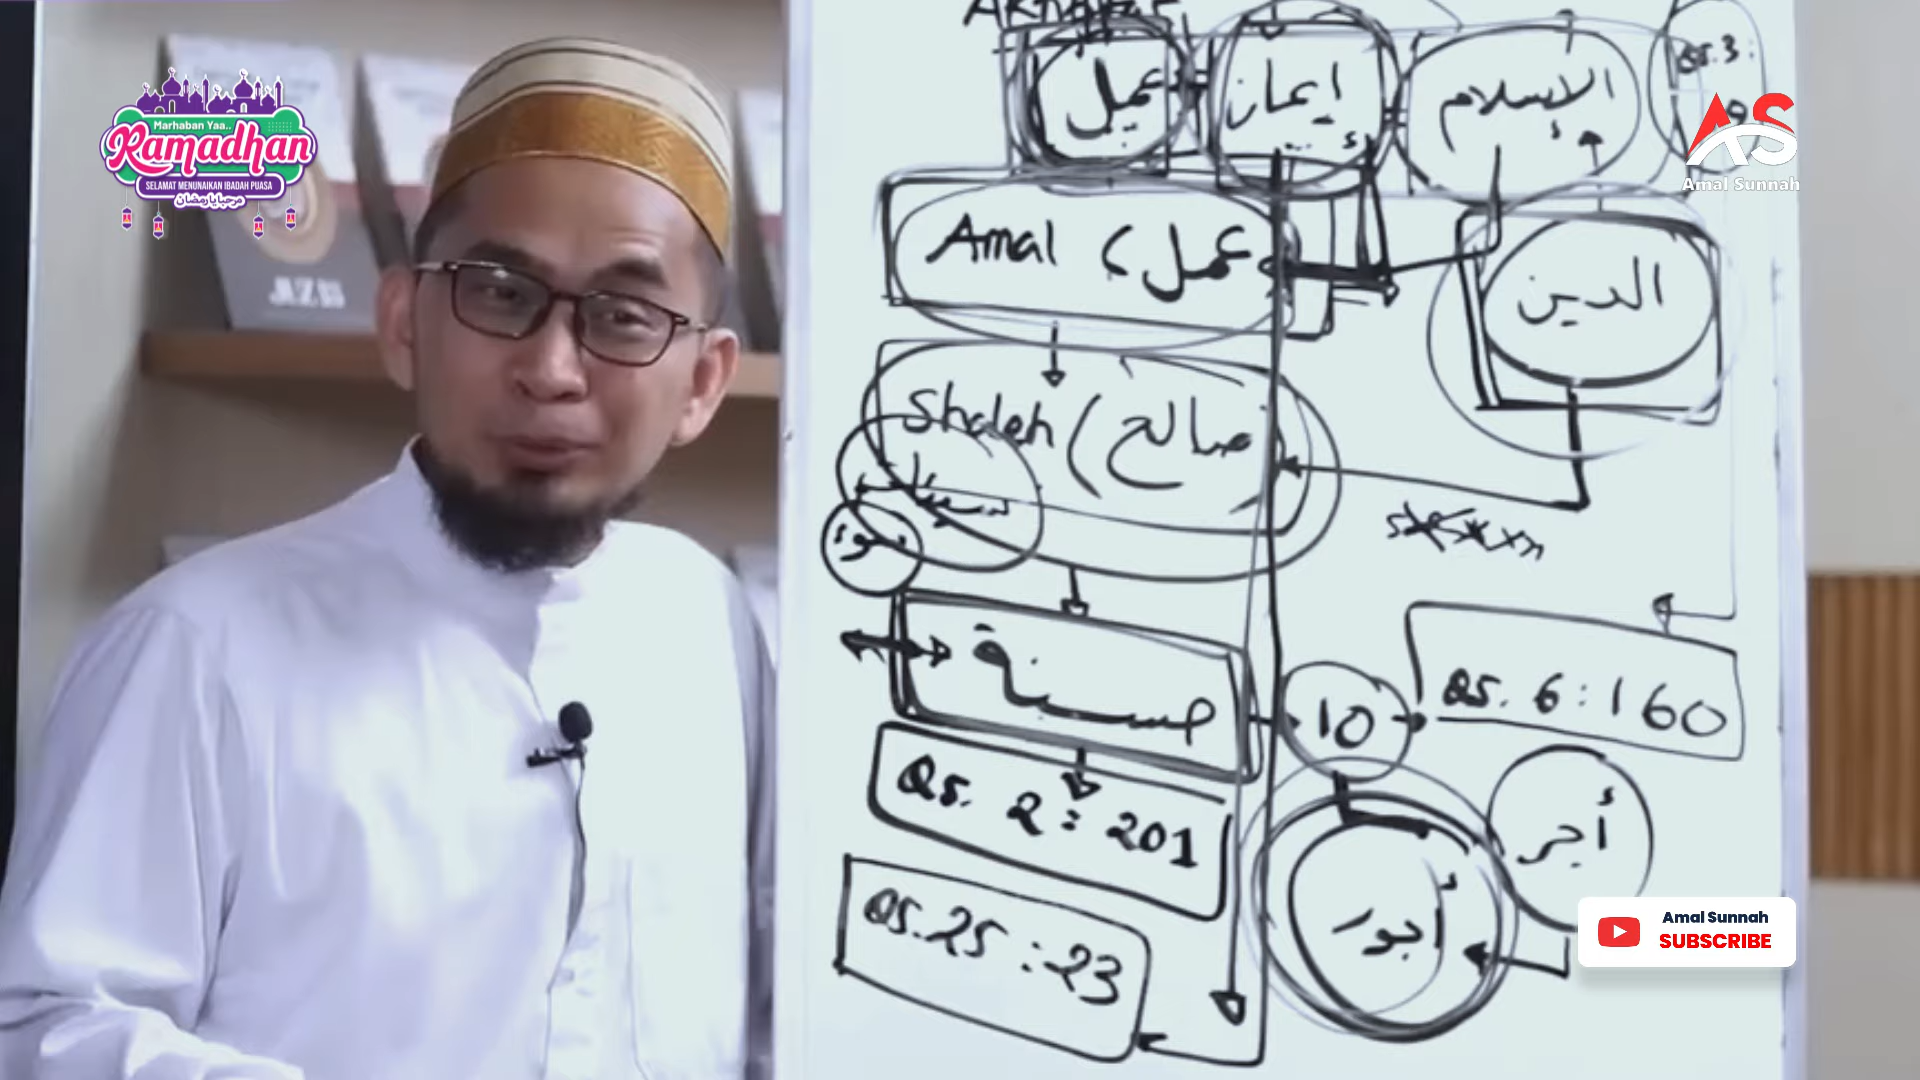 Marhaban Yaa..
Ramadhan
SELAMAT MENUNAIKAN IBADAH PUASA
عمل
إيمان
الإسلام
QS. 3:
AS
Amal Sunnah
Amal (عمل
الدين
Shaleh (صالح)
حسنة
10
QS. 6:160
QS. 2:201
أجر
أجور
QS. 25:23
Amal Sunnah
SUBSCRIBE